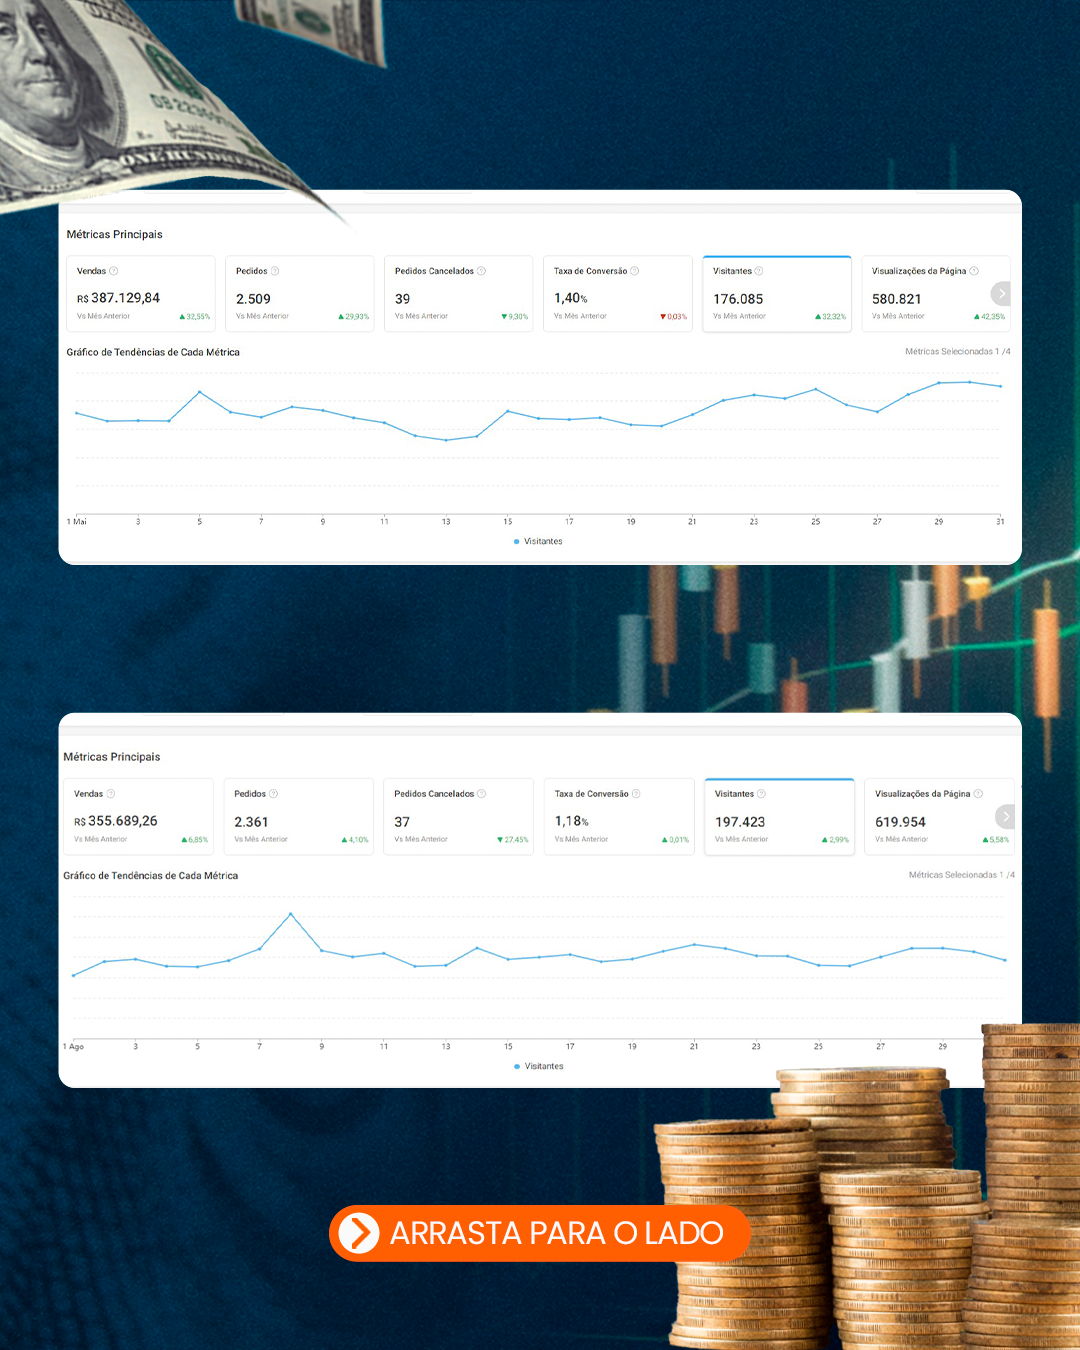 Métricas Principais
Vendas
Pedidos
Pedidos Cancelados
Taxa de Conversão
Visitantes
Visualizações da Página
R$ 387.129,84
2.509
39
1,40%
176.085
580.821
Vs Mês Anterior ▲32,55%
Vs Mês Anterior ▲29,93%
Vs Mês Anterior ▼9,30%
Vs Mês Anterior ▼0,03%
Vs Mês Anterior ▲32,32%
Vs Mês Anterior ▲42,35%
Gráfico de Tendências de Cada Métrica
Métricas Selecionadas 1 /4
1 Mai 3 5 7 9 11 13 15 17 19 21 23 25 27 29 31
Visitantes
Métricas Principais
Vendas
Pedidos
Pedidos Cancelados
Taxa de Conversão
Visitantes
Visualizações da Página
R$ 355.689,26
2.361
37
1,18%
197.423
619.954
Vs Mês Anterior ▲6,85%
Vs Mês Anterior ▲4,10%
Vs Mês Anterior ▼27,45%
Vs Mês Anterior ▲0,01%
Vs Mês Anterior ▲2,99%
Vs Mês Anterior ▲5,58%
Gráfico de Tendências de Cada Métrica
Métricas Selecionadas 1 /4
1 Ago 3 5 7 9 11 13 15 17 19 21 23 25 27 29
Visitantes
ARRASTA PARA O LADO